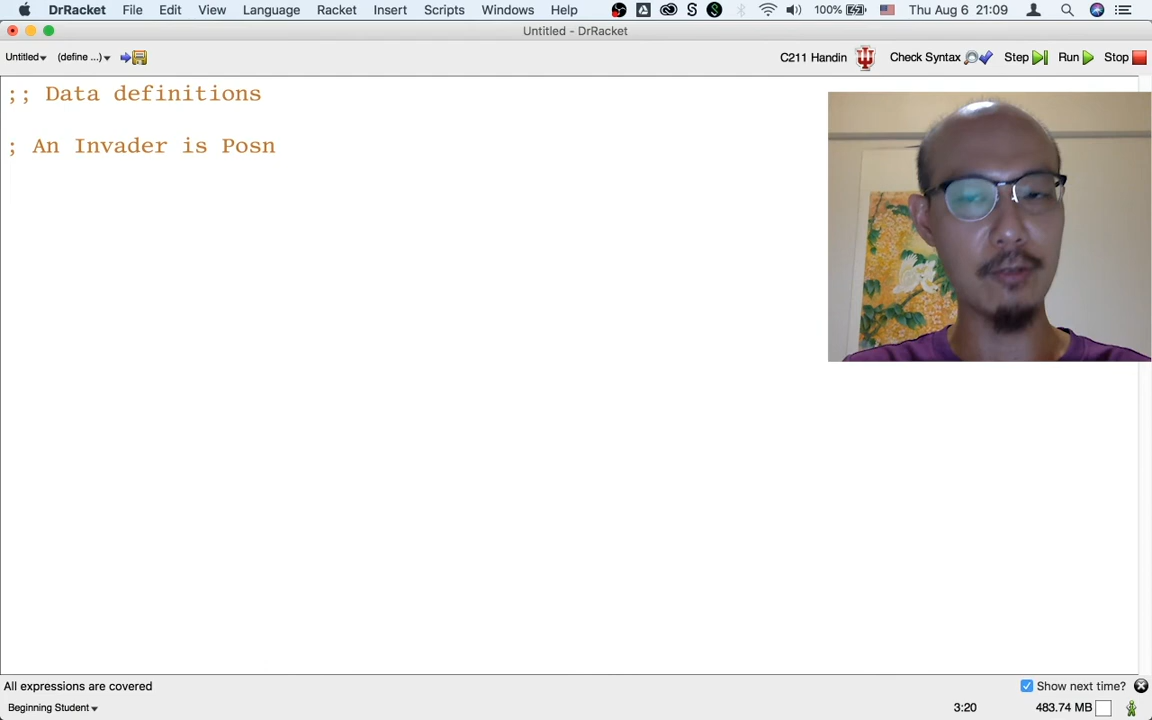 DrRacket File Edit View Language Racket Insert Scripts Windows Help 100% Thu Aug 6 21:09
Untitled - DrRacket
Untitled (define ...) C211 Handin Check Syntax Step Run Stop
;; Data definitions
; An Invader is Posn
All expressions are covered Show next time?
Beginning Student 3:20 483.74 MB